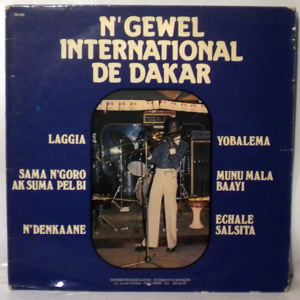 N'GEWEL
INTERNATIONAL
DE DAKAR
LAGGIA
SAMA N'GORO
AK SUMA PEL BI
N'DENKAANE
YOBALEMA
MUNU MALA
BAAYI
ECHALE
SALSITA